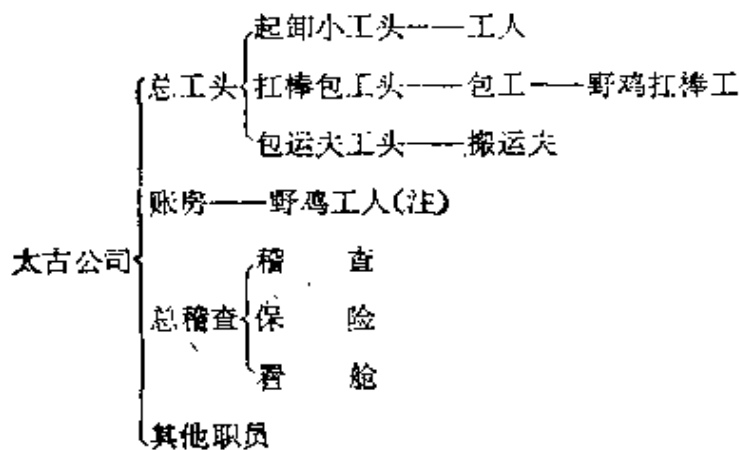 起卸小工头——工人
总工头 扛棒包工头——包工——野鸡扛棒工
包运夫工头——搬运夫
账房——野鸡工人(注)
太古公司
稽 查
总稽查 保 险
看 舱
其他职员